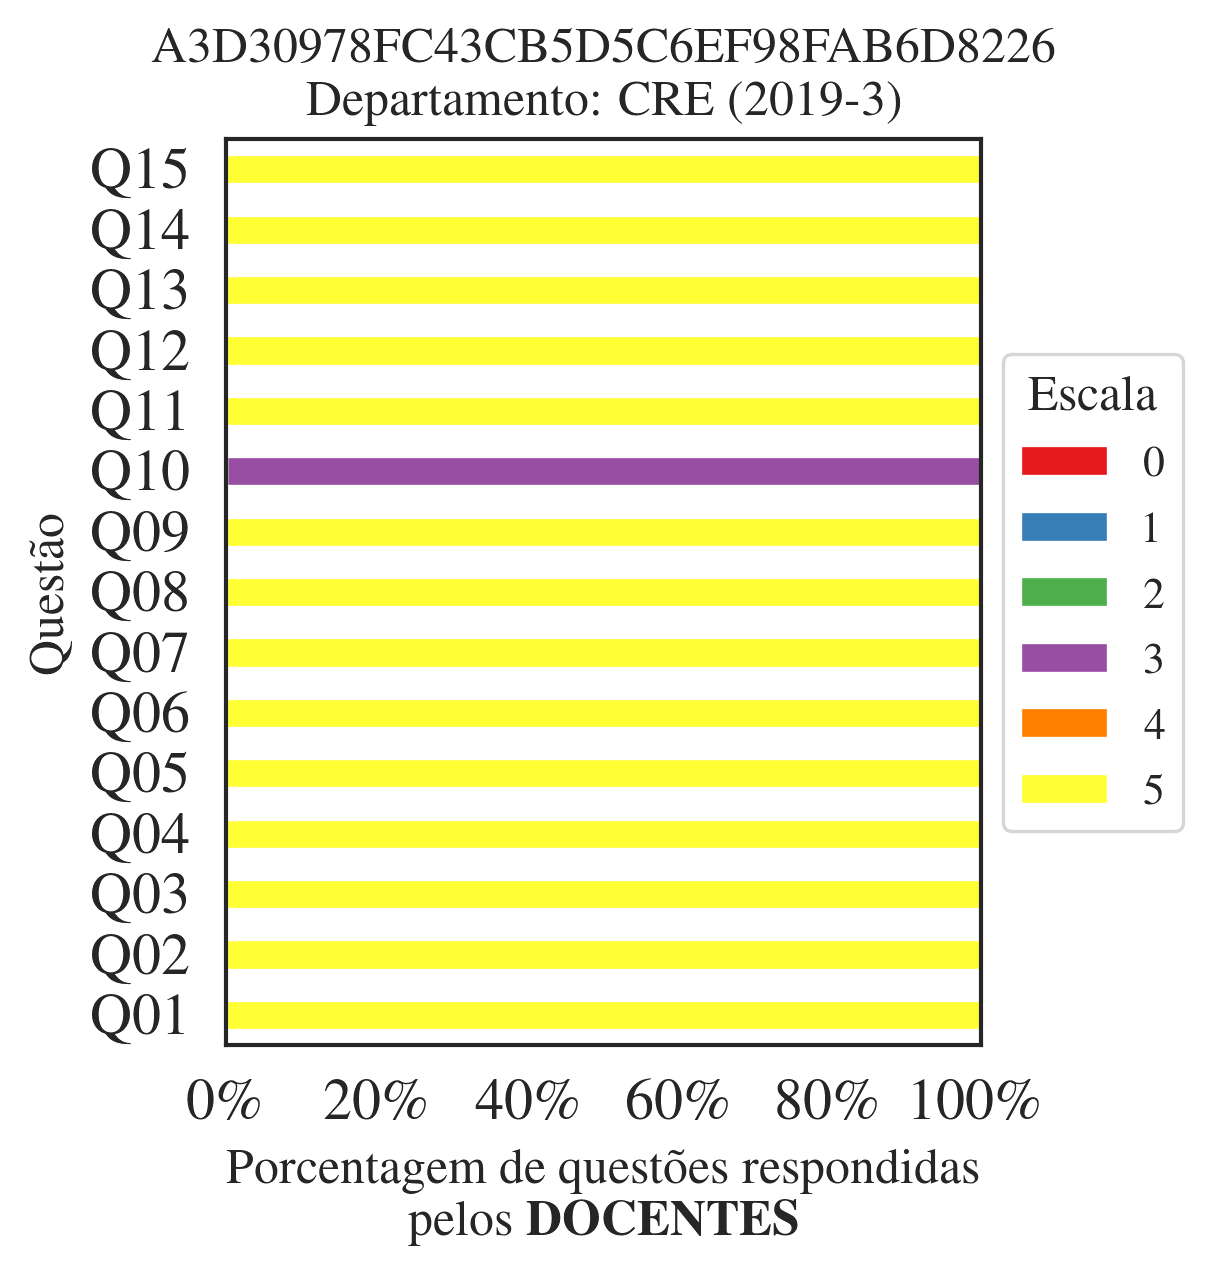 A3D30978FC43CB5D5C6EF98FAB6D8226
Departamento: CRE (2019-3)
Q15
Q14
Q13
Q12
Q11
Q10
Q09
Q08
Q07
Q06
Q05
Q04
Q03
Q02
Q01
Questão
0% 20% 40% 60% 80% 100%
Porcentagem de questões respondidas
pelos DOCENTES
Escala
0
1
2
3
4
5